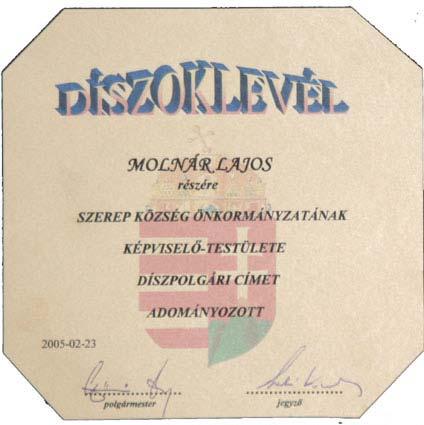 DÍSZOKLEVÉL
MOLNÁR LAJOS
részére
SZEREP KÖZSÉG ÖNKORMÁNYZATÁNAK
KÉPVISELŐ-TESTÜLETE
DÍSZPOLGÁRI CÍMET
ADOMÁNYOZOTT
2005-02-23
polgármester jegyző